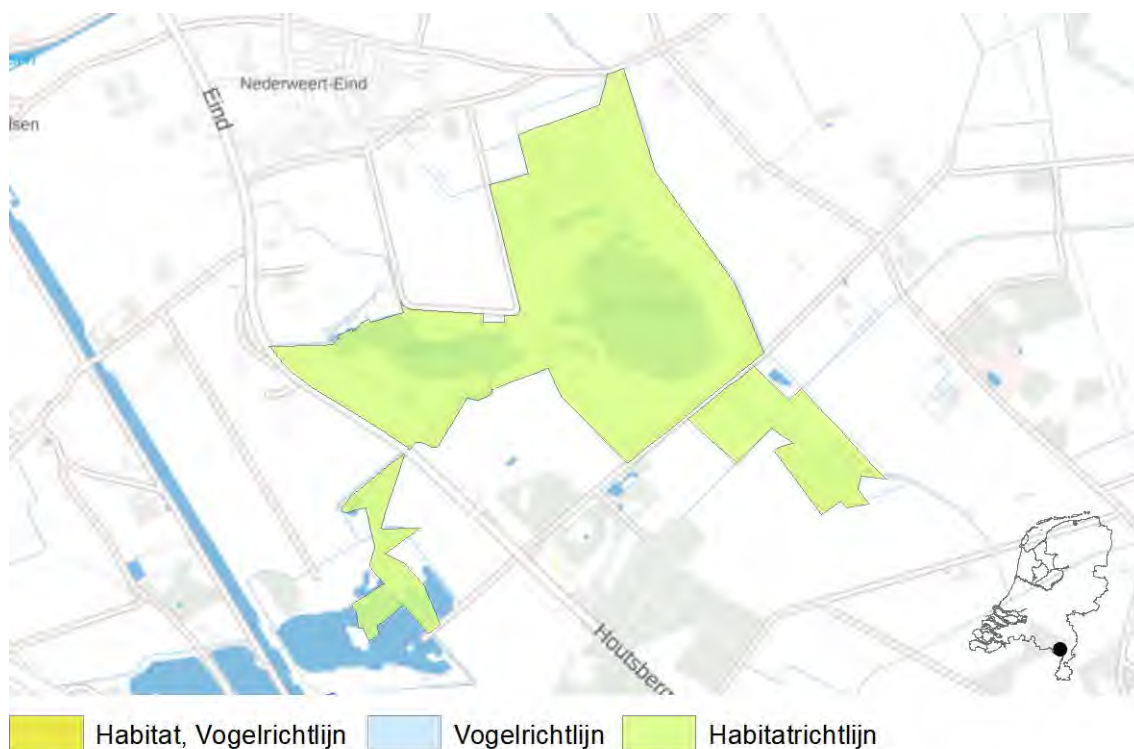 Nederweert-Eind
Eind
lsen
Houtsberg
Habitat, Vogelrichtlijn
Vogelrichtlijn
Habitatrichtlijn